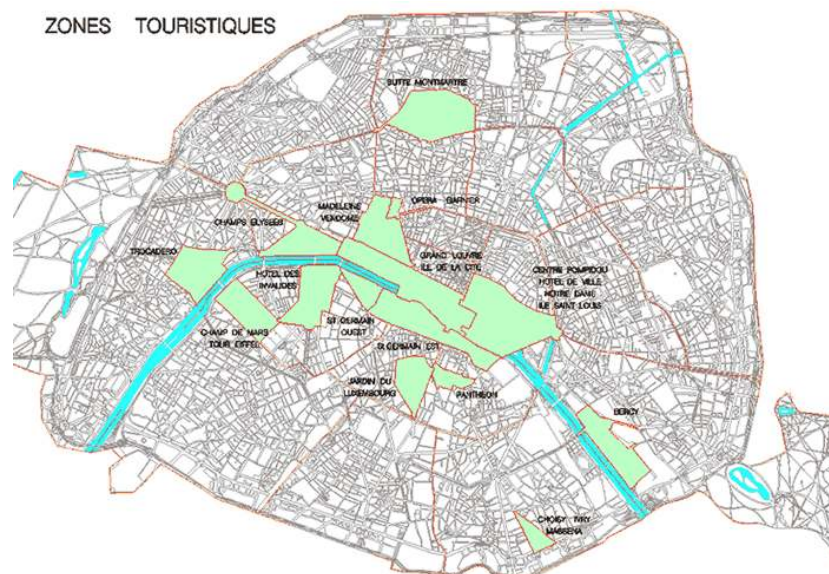 ZONES TOURISTIQUES
BUTTE MONTMARTRE
MADELEINE
VENDOME
OPERA GARNIER
CHAMPS ELYSEES
TROCADERO
HOTEL DES
INVALIDES
GRAND LOUVRE
ILE DE LA CITE
CENTRE POMPIDOU
HOTEL DE VILLE
NOTRE DAME
ILE SAINT LOUIS
CHAMP DE MARS
TOUR EIFFEL
ST GERMAIN
OUEST
ST GERMAIN EST
JARDIN DU
LUXEMBOURG
PANTHEON
BERCY
CHOISY IVRY
MASSENA